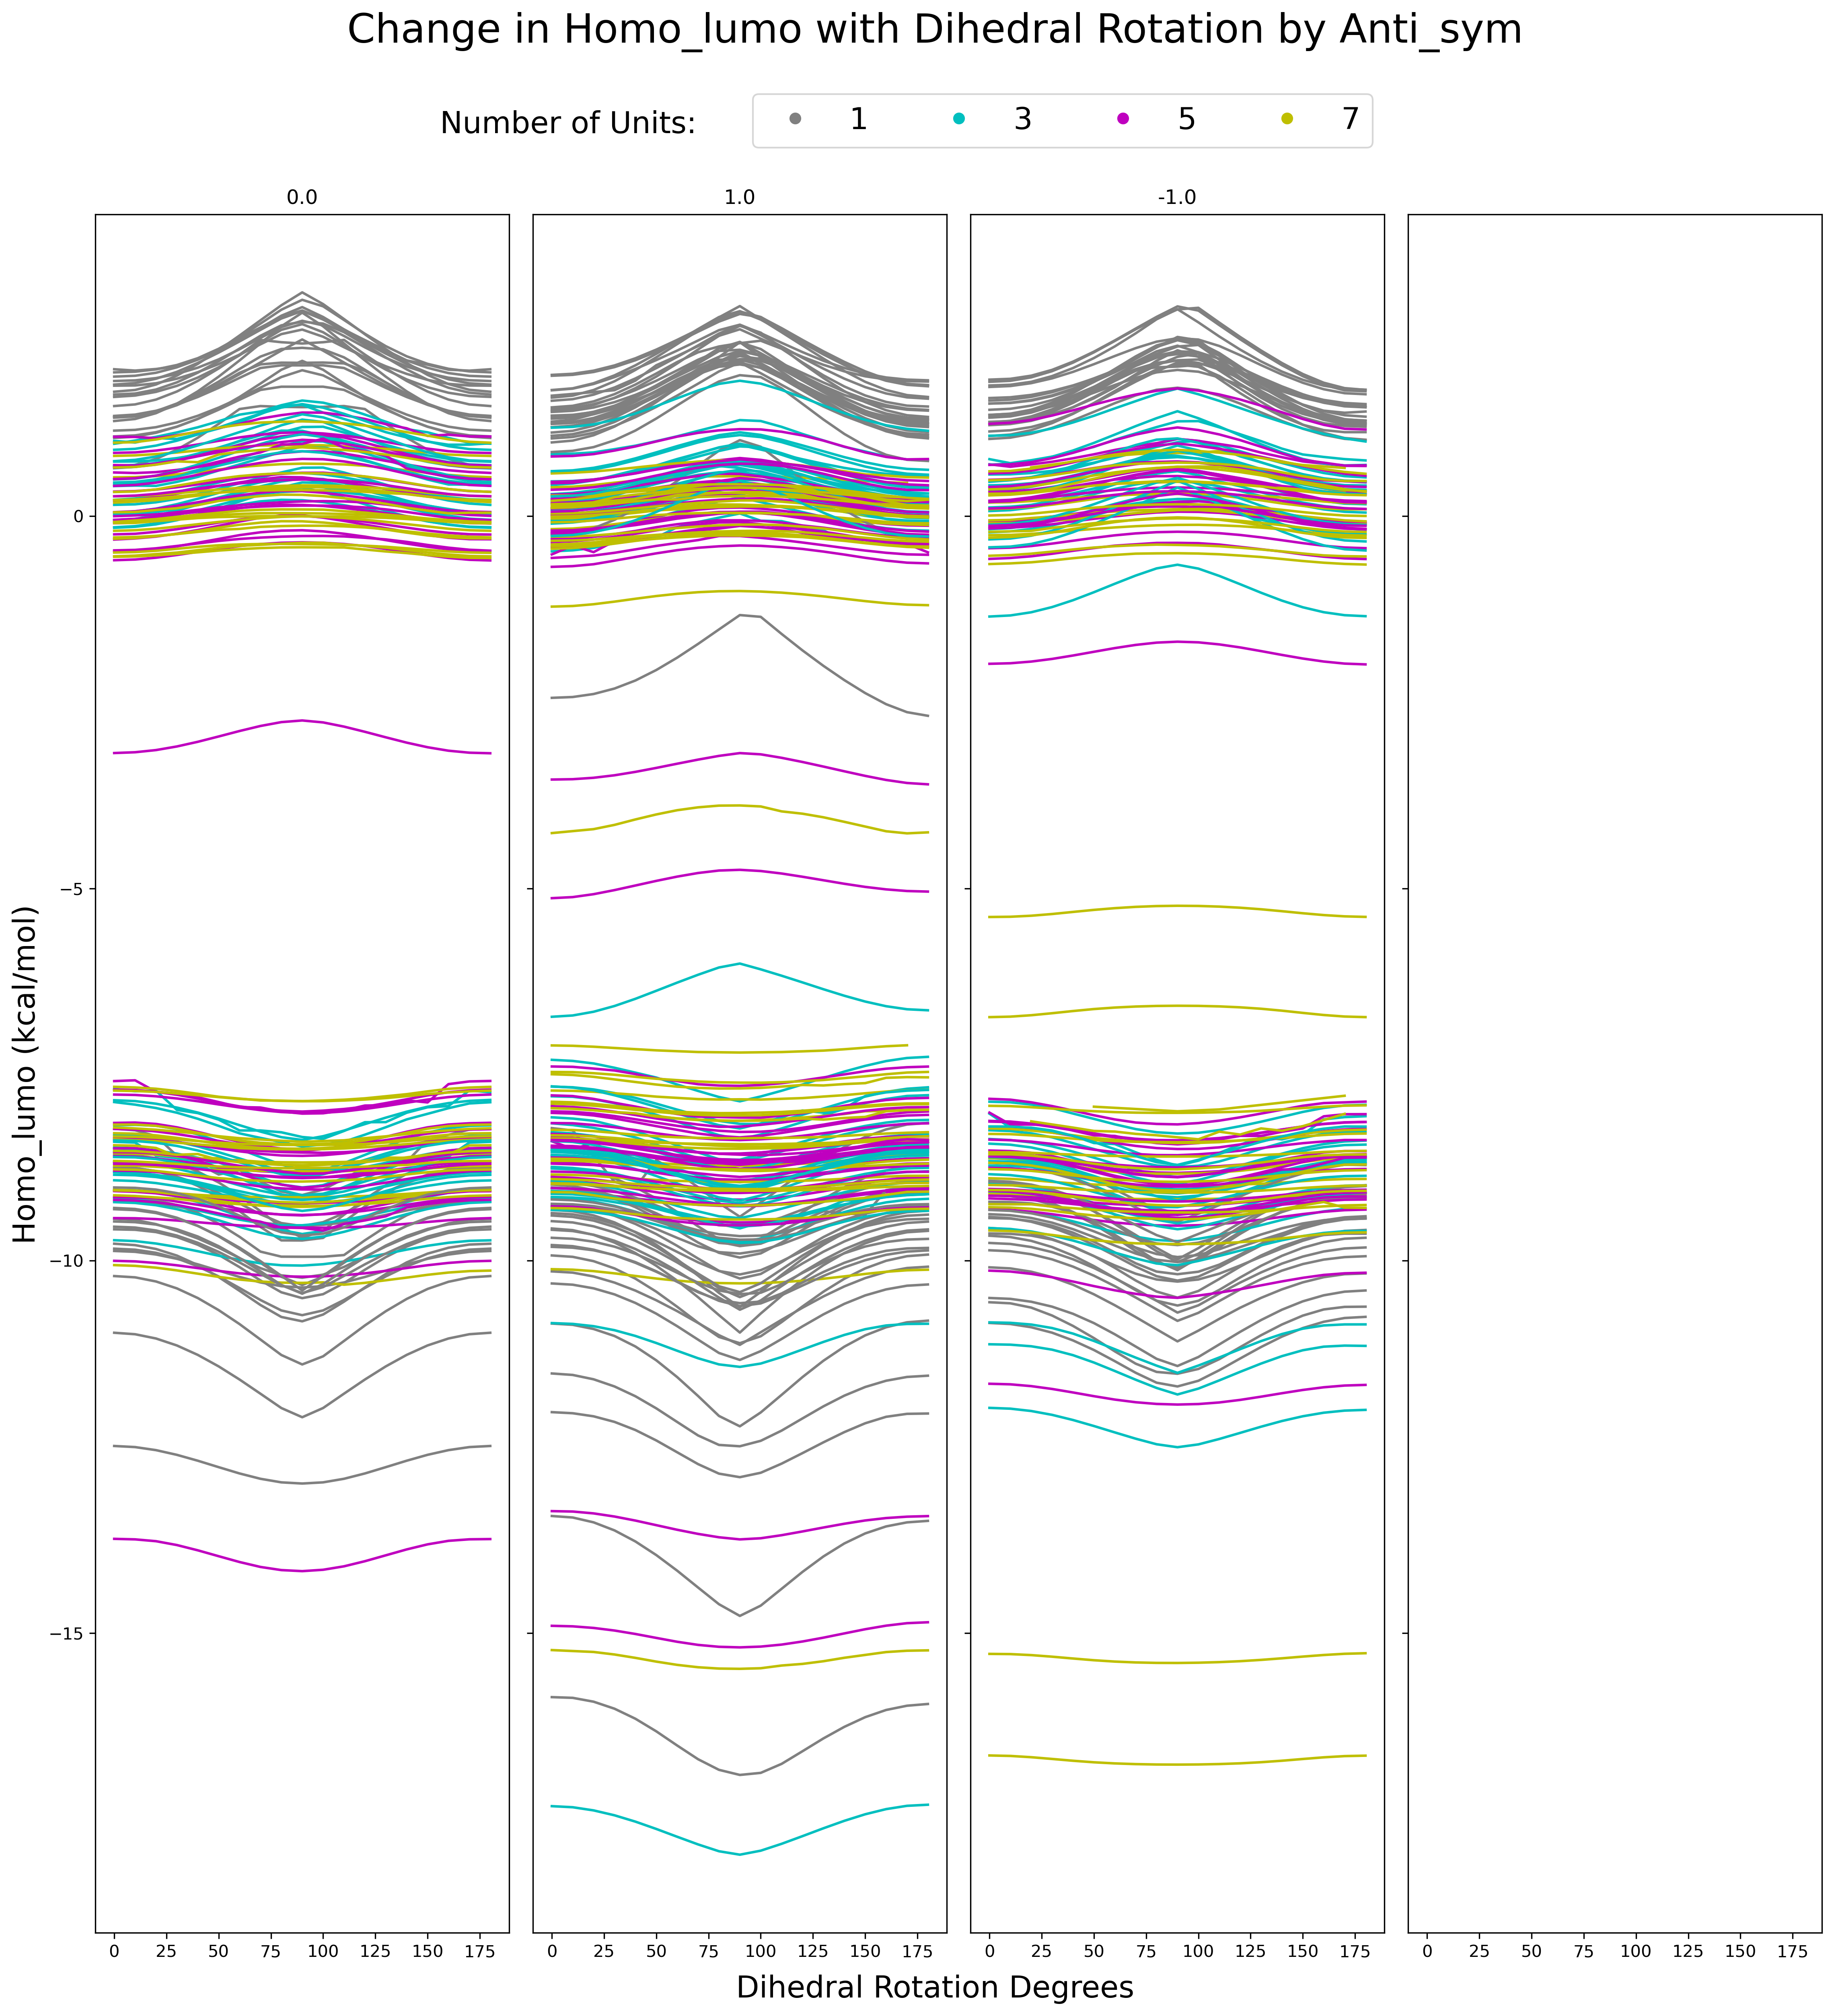 Change in Homo_lumo with Dihedral Rotation by Anti_sym
Number of Units: 1 3 5 7
0.0 1.0 -1.0
0
−5
−10
−15
Homo_lumo (kcal/mol)
0 25 50 75 100 125 150 175 0 25 50 75 100 125 150 175 0 25 50 75 100 125 150 175 0 25 50 75 100 125 150 175
Dihedral Rotation Degrees